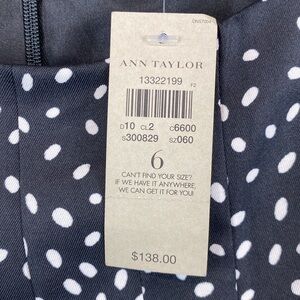 ANN TAYLOR
13322199
F2
D10 CL2 C6600
S300829 SZ060
6
CAN'T FIND YOUR SIZE?
IF WE HAVE IT ANYWHERE,
WE CAN GET IT FOR YOU!
$138.00